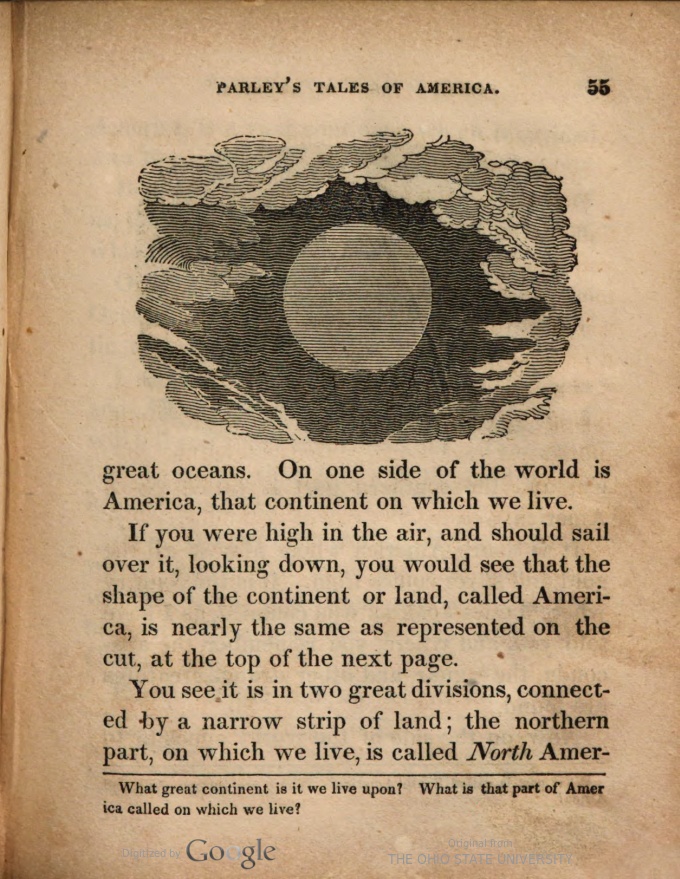 PARLEY'S TALES OF AMERICA. 55
great oceans. On one side of the world is
America, that continent on which we live.
If you were high in the air, and should sail
over it, looking down, you would see that the
shape of the continent or land, called Ameri-
ca, is nearly the same as represented on the
cut, at the top of the next page.
You see it is in two great divisions, connect-
ed by a narrow strip of land; the northern
part, on which we live, is called North Amer-
What great continent is it we live upon? What is that part of Amer
ica called on which we live?
Digitized by Google
Original from
THE OHIO STATE UNIVERSITY